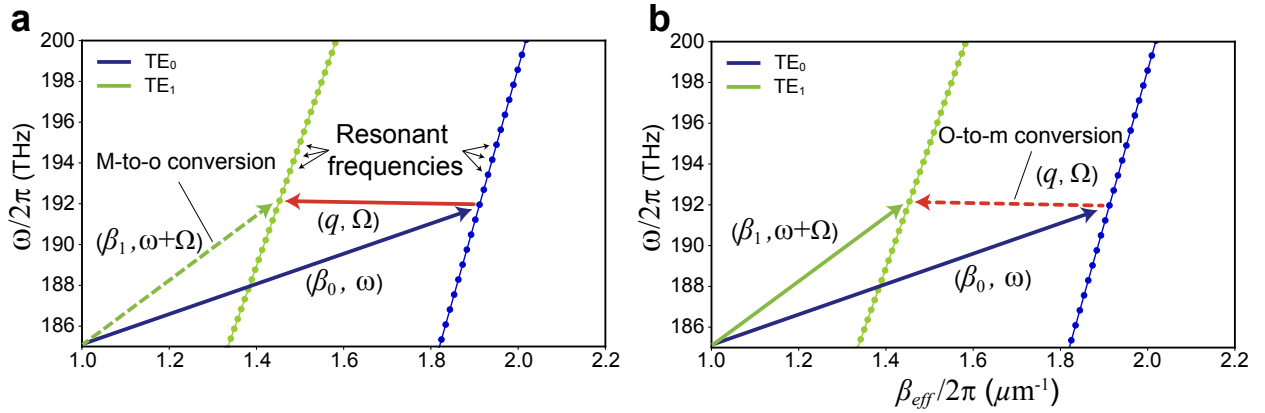 a
ω/2π (THz)
200
198
196
194
192
190
188
186
1.0
1.2
1.4
1.6
1.8
2.0
2.2
TE₀
TE₁
M-to-o conversion
Resonant
frequencies
(q, Ω)
(β₁, ω+Ω)
(β₀, ω)
b
ω/2π (THz)
200
198
196
194
192
190
188
186
1.0
1.2
1.4
1.6
1.8
2.0
2.2
TE₀
TE₁
O-to-m conversion
(q, Ω)
(β₁, ω+Ω)
(β₀, ω)
βeff/2π (μm⁻¹)